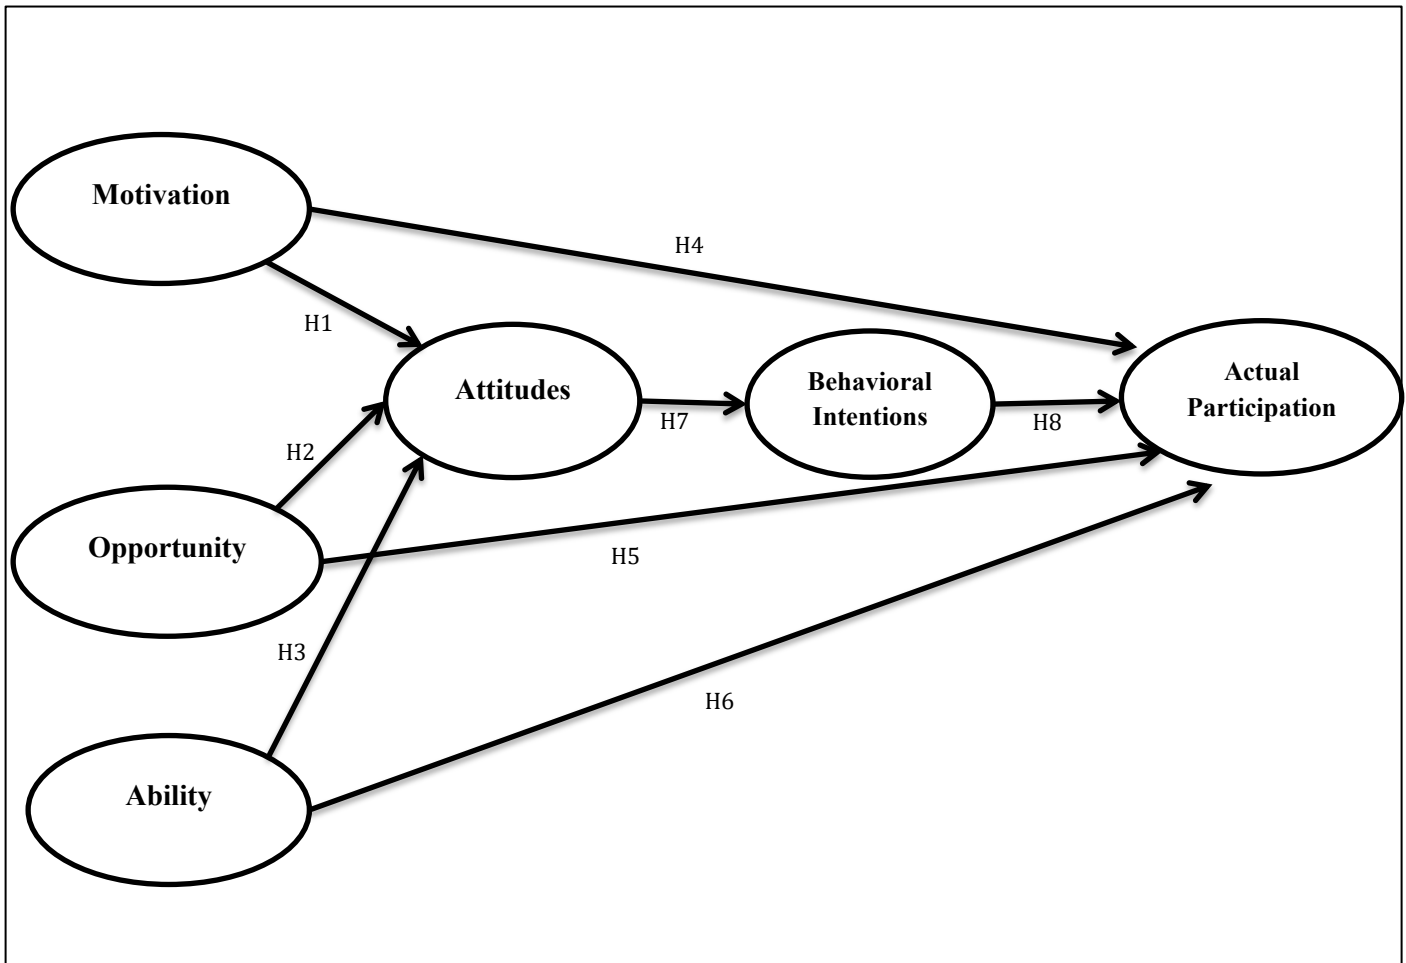 Motivation
H4
H1
Attitudes
Behavioral
Intentions
Actual
Participation
H7
H8
H2
Opportunity
H5
H3
H6
Ability